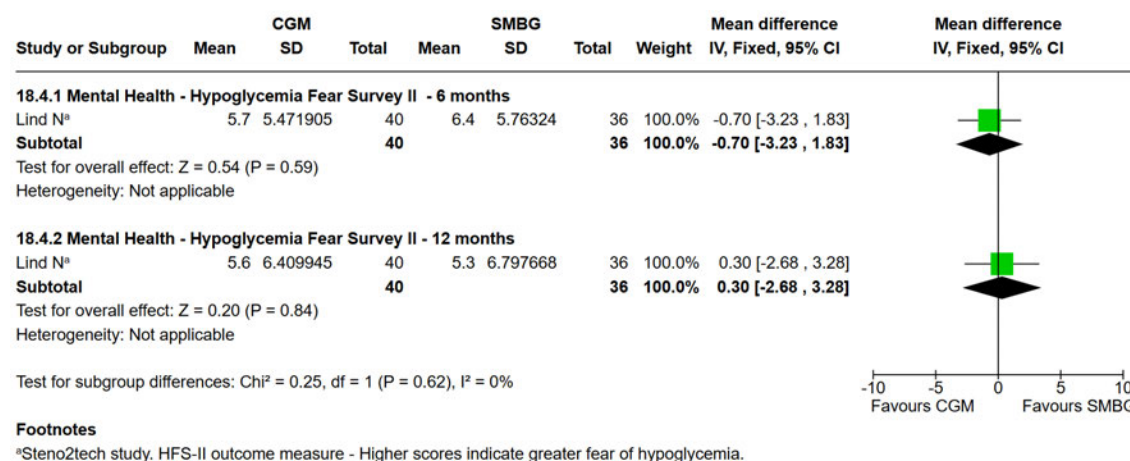 CGM SMBG Mean difference Mean difference
Study or Subgroup Mean SD Total Mean SD Total Weight IV, Fixed, 95% CI IV, Fixed, 95% CI
18.4.1 Mental Health - Hypoglycemia Fear Survey II - 6 months
Lind Nᵃ 5.7 5.471905 40 6.4 5.76324 36 100.0% -0.70 [-3.23 , 1.83]
Subtotal 40 36 100.0% -0.70 [-3.23 , 1.83]
Test for overall effect: Z = 0.54 (P = 0.59)
Heterogeneity: Not applicable
18.4.2 Mental Health - Hypoglycemia Fear Survey II - 12 months
Lind Nᵃ 5.6 6.409945 40 5.3 6.797668 36 100.0% 0.30 [-2.68 , 3.28]
Subtotal 40 36 100.0% 0.30 [-2.68 , 3.28]
Test for overall effect: Z = 0.20 (P = 0.84)
Heterogeneity: Not applicable
Test for subgroup differences: Chi² = 0.25, df = 1 (P = 0.62), I² = 0%
-10 -5 0 5 10
Favours CGM Favours SMBG
Footnotes
ᵃSteno2tech study. HFS-II outcome measure - Higher scores indicate greater fear of hypoglycemia.